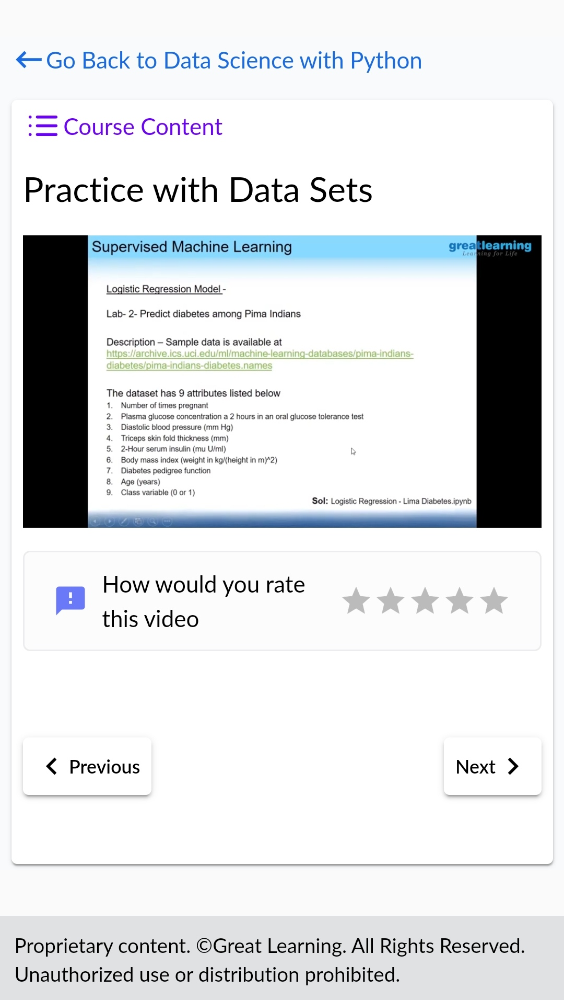 Go Back to Data Science with Python
Course Content
Practice with Data Sets
Supervised Machine Learning
greatlearning
Learning for Life
Logistic Regression Model -
Lab- 2- Predict diabetes among Pima Indians
Description – Sample data is available at
https://archive.ics.uci.edu/ml/machine-learning-databases/pima-indians-
diabetes/pima-indians-diabetes.names
The dataset has 9 attributes listed below
1. Number of times pregnant
2. Plasma glucose concentration a 2 hours in an oral glucose tolerance test
3. Diastolic blood pressure (mm Hg)
4. Triceps skin fold thickness (mm)
5. 2-Hour serum insulin (mu U/ml)
6. Body mass index (weight in kg/(height in m)^2)
7. Diabetes pedigree function
8. Age (years)
9. Class variable (0 or 1)
Sol: Logistic Regression - Lima Diabetes.ipynb
How would you rate
this video
Previous
Next
Proprietary content. ©Great Learning. All Rights Reserved.
Unauthorized use or distribution prohibited.